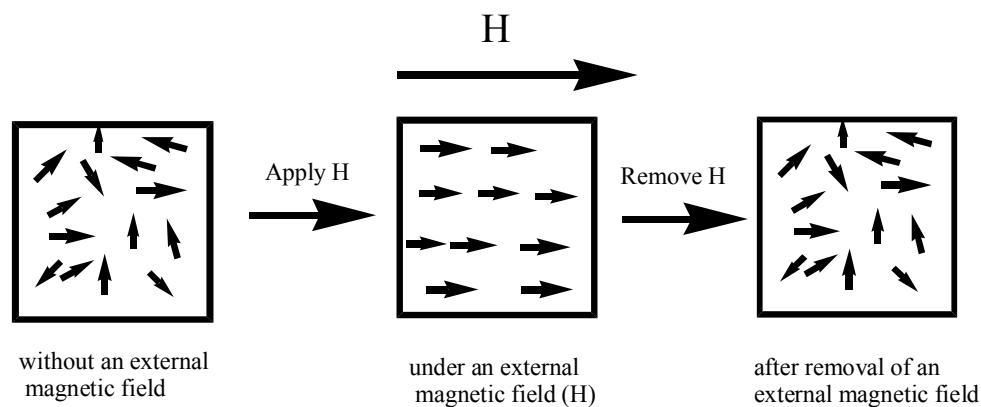 H
Apply H
Remove H
without an external
magnetic field
under an external
magnetic field (H)
after removal of an
external magnetic field